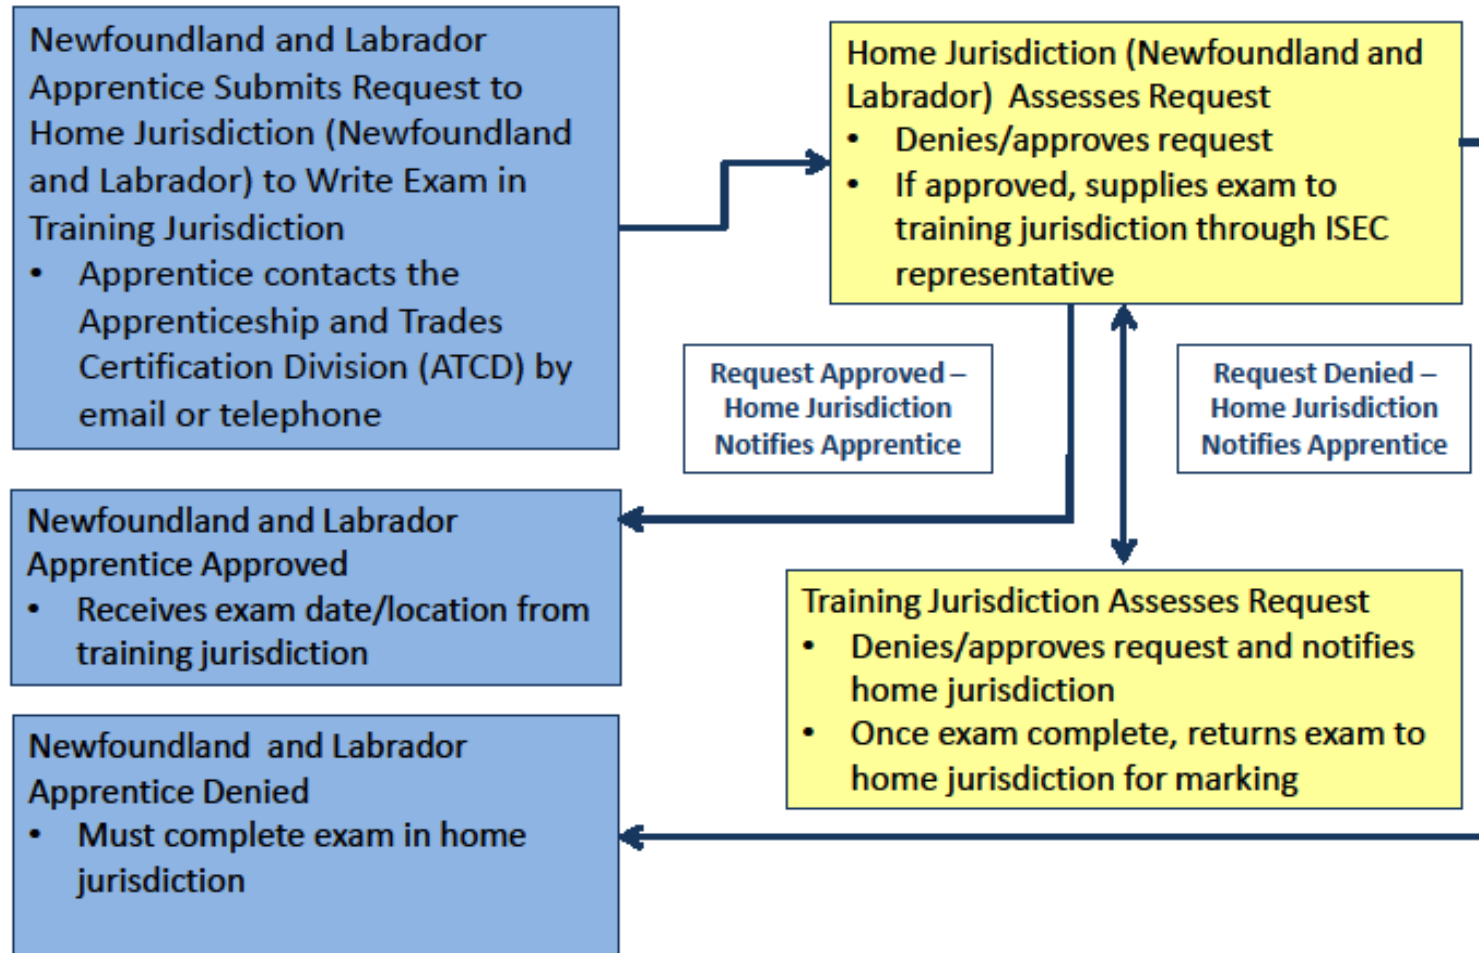 Newfoundland and Labrador
Apprentice Submits Request to
Home Jurisdiction (Newfoundland
and Labrador) to Write Exam in
Training Jurisdiction
• Apprentice contacts the
Apprenticeship and Trades
Certification Division (ATCD) by
email or telephone
Home Jurisdiction (Newfoundland and
Labrador) Assesses Request
• Denies/approves request
• If approved, supplies exam to
training jurisdiction through ISEC
representative
Request Approved –
Home Jurisdiction
Notifies Apprentice
Request Denied –
Home Jurisdiction
Notifies Apprentice
Newfoundland and Labrador
Apprentice Approved
• Receives exam date/location from
training jurisdiction
Training Jurisdiction Assesses Request
• Denies/approves request and notifies
home jurisdiction
• Once exam complete, returns exam to
home jurisdiction for marking
Newfoundland and Labrador
Apprentice Denied
• Must complete exam in home
jurisdiction